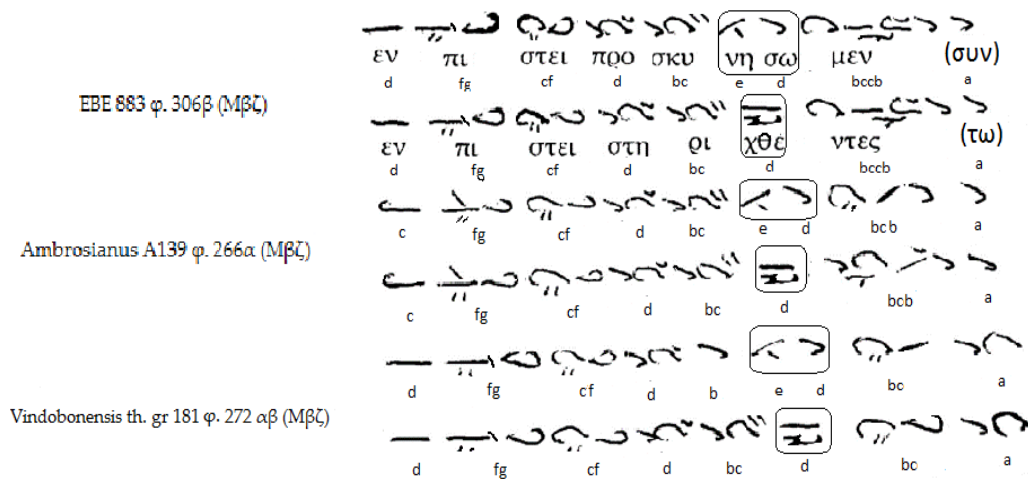 εν πι στει προ σκυ νη σω μεν (συν)
d fg cf d bc e d bccb a
EBE 883 φ. 306β (Μβζ)
εν πι στει στη ρι χθέ ντες (τω)
d fg cf d bc d bccb a
c fg cf d bc e d bcb a
Ambrosianus A139 φ. 266α (Μβζ)
c fg cf d bc d bcb a
d fg cf d b e d bc a
Vindobonensis th. gr 181 φ. 272 αβ (Μβζ)
d fg cf d bc d bc a